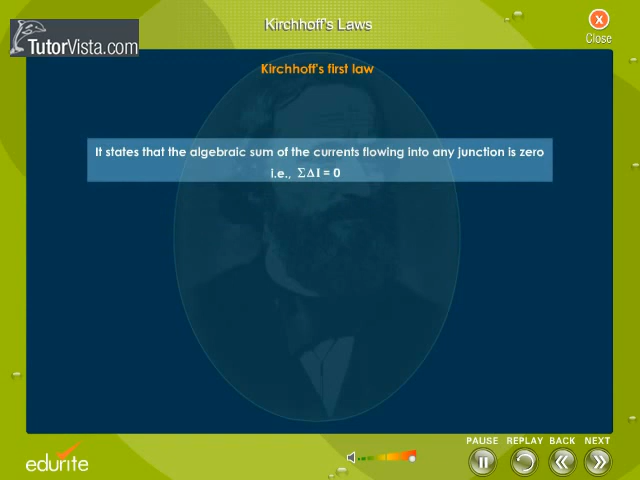 Kirchhoff's Laws
X
Close
TutorVista.com
Kirchhoff's first law
It states that the algebraic sum of the currents flowing into any junction is zero
i.e., ΣΔI = 0
PAUSE REPLAY BACK NEXT
edurite